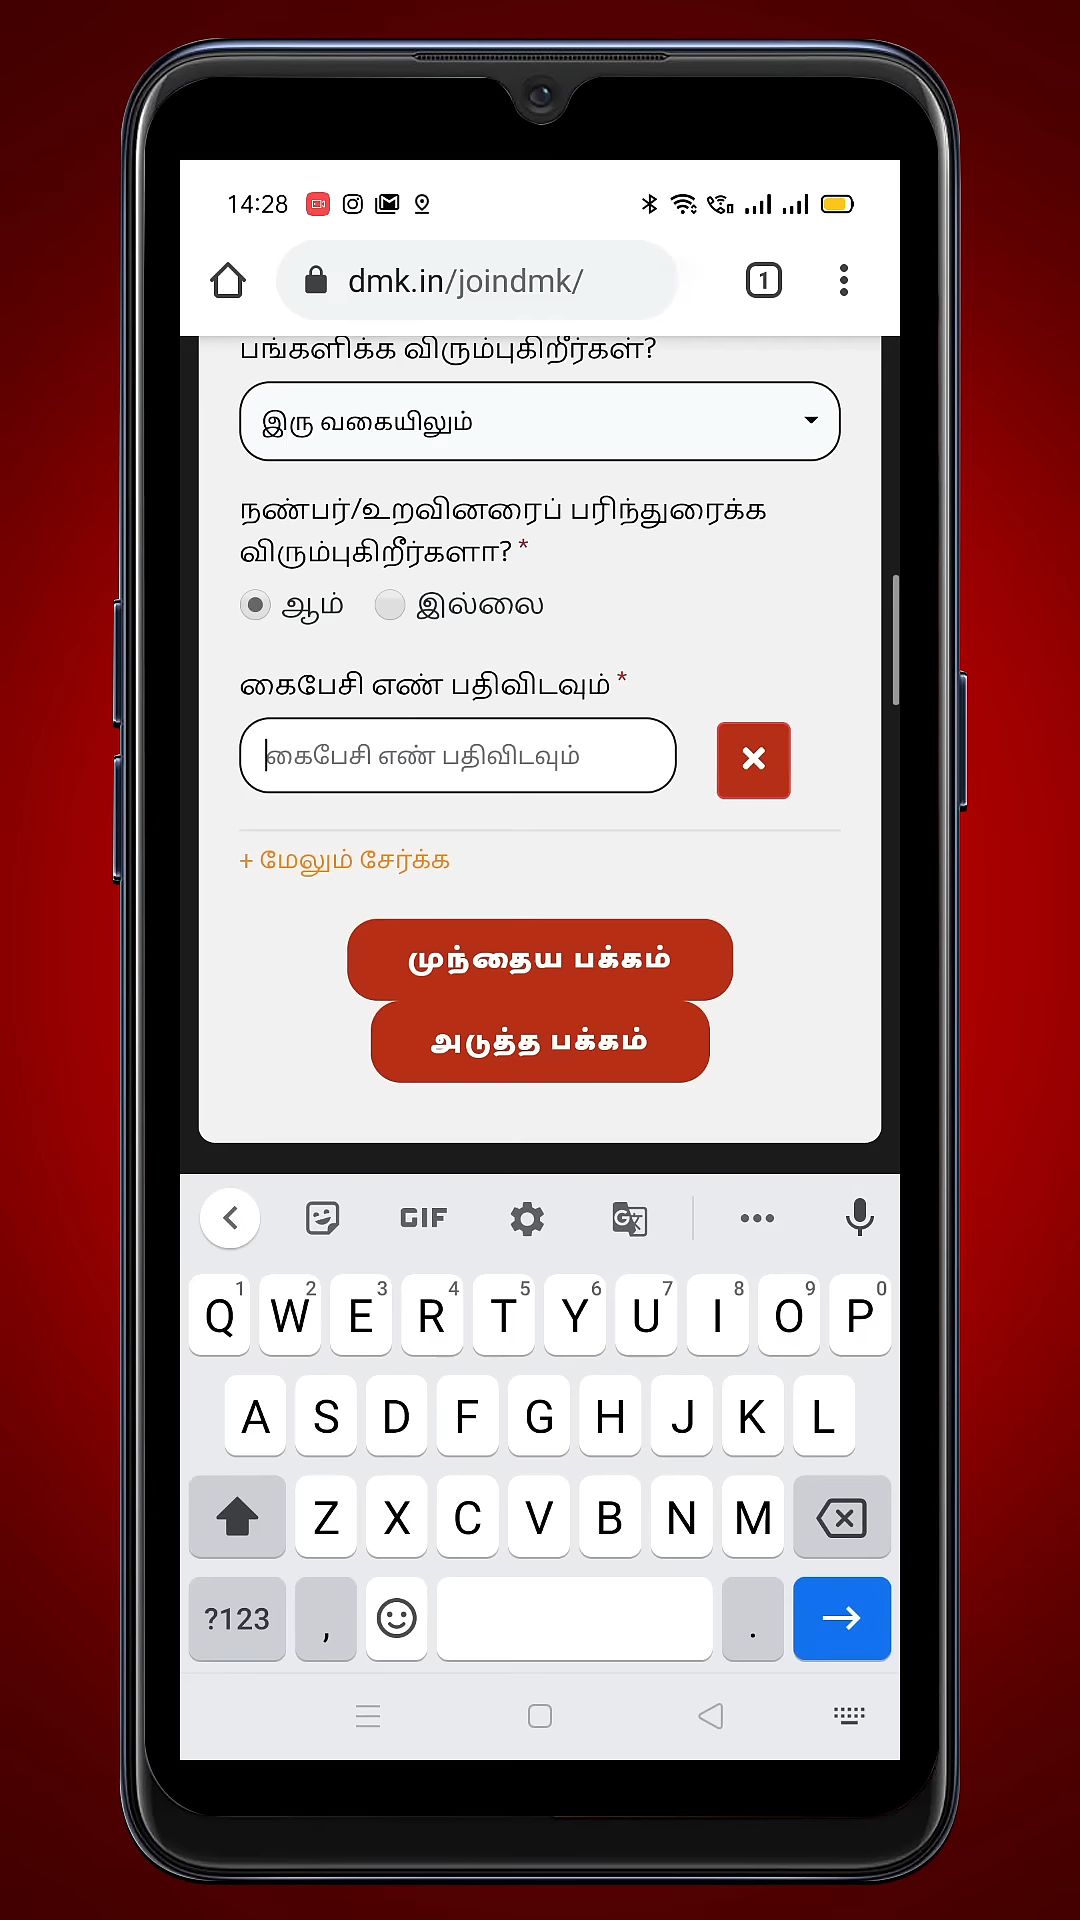 14:28
dmk.in/joindmk/
1
பங்களிக்க விரும்புகிறீர்கள்?
இரு வகையிலும்
நண்பர்/உறவினரைப் பரிந்துரைக்க
விரும்புகிறீர்களா? *
ஆம் இல்லை
கைபேசி எண் பதிவிடவும் *
கைபேசி எண் பதிவிடவும்
+ மேலும் சேர்க்க
முந்தைய பக்கம்
அடுத்த பக்கம்
GIF
1 2 3 4 5 6 7 8 9 0
Q W E R T Y U I O P
A S D F G H J K L
Z X C V B N M
?123 , .